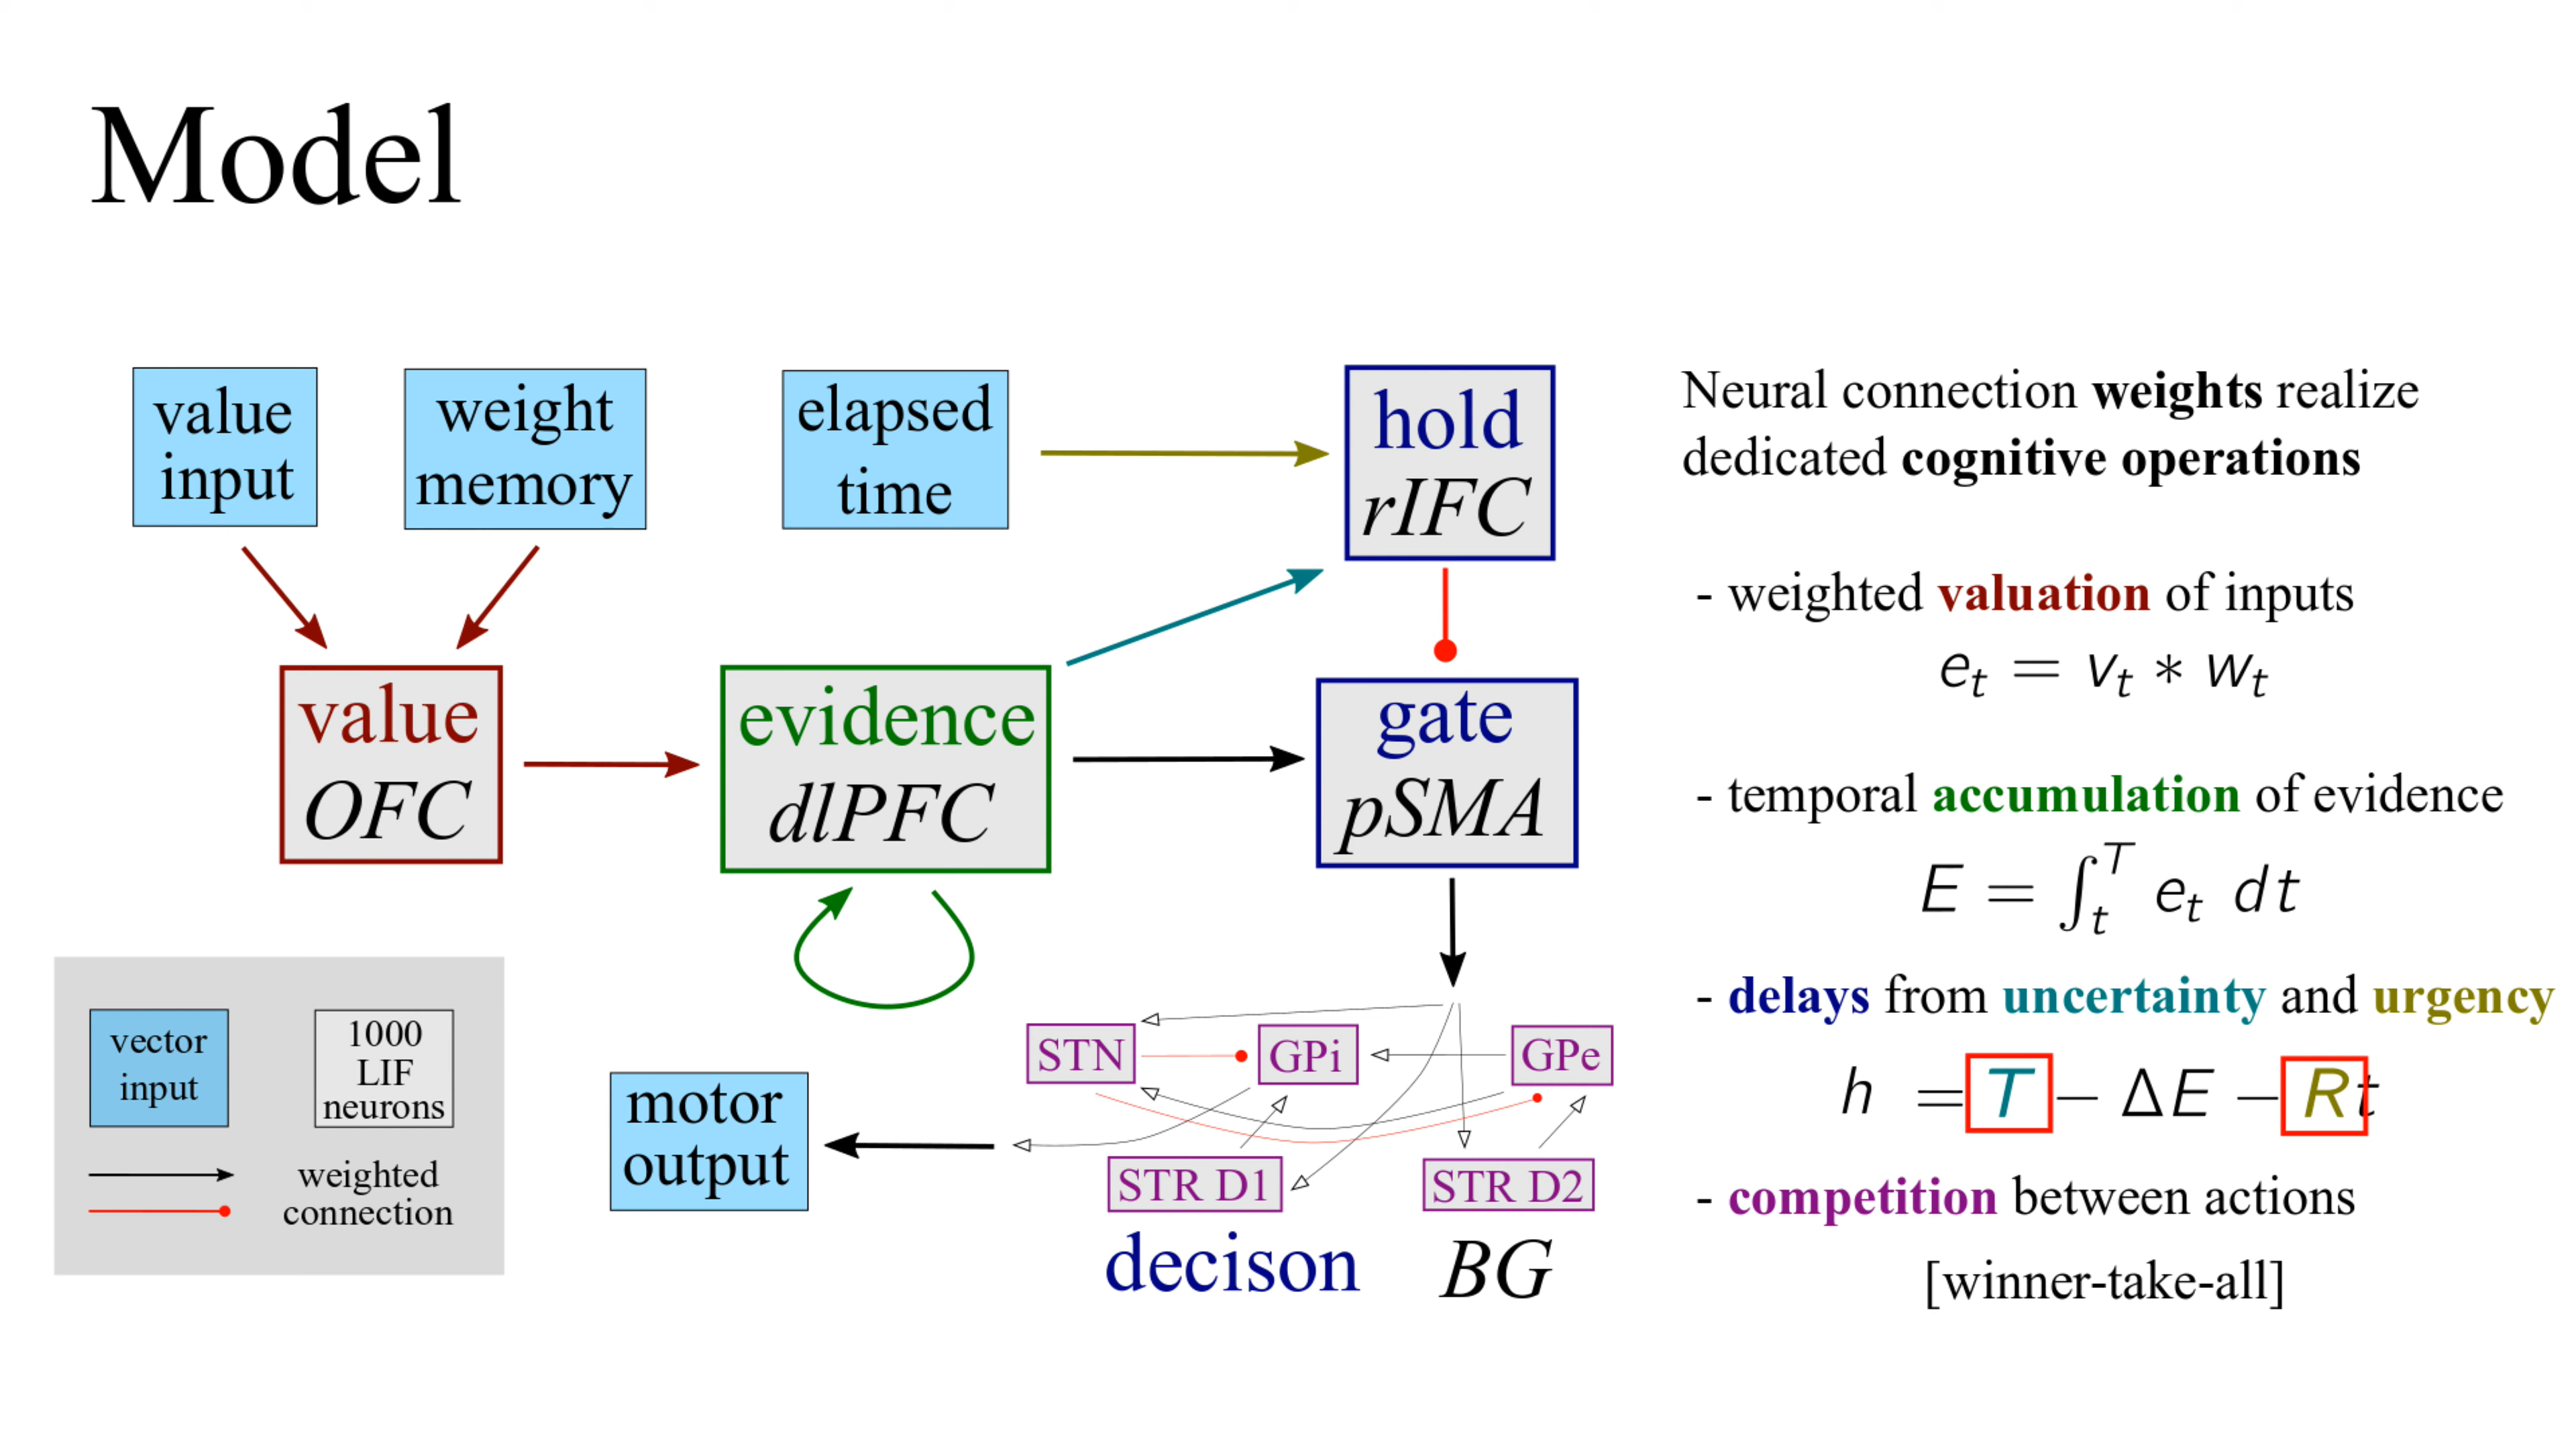 Model
value
input
weight
memory
elapsed
time
hold
rIFC
value
OFC
evidence
dlPFC
gate
pSMA
vector
input
1000
LIF
neurons
weighted
connection
motor
output
STN
GPi
GPe
STR D1
STR D2
decison
BG
Neural connection weights realize
dedicated cognitive operations
- weighted valuation of inputs
e_t = v_t * w_t
- temporal accumulation of evidence
E = ∫_t^T e_t dt
- delays from uncertainty and urgency
h = T − ΔE − Rt
- competition between actions
[winner-take-all]